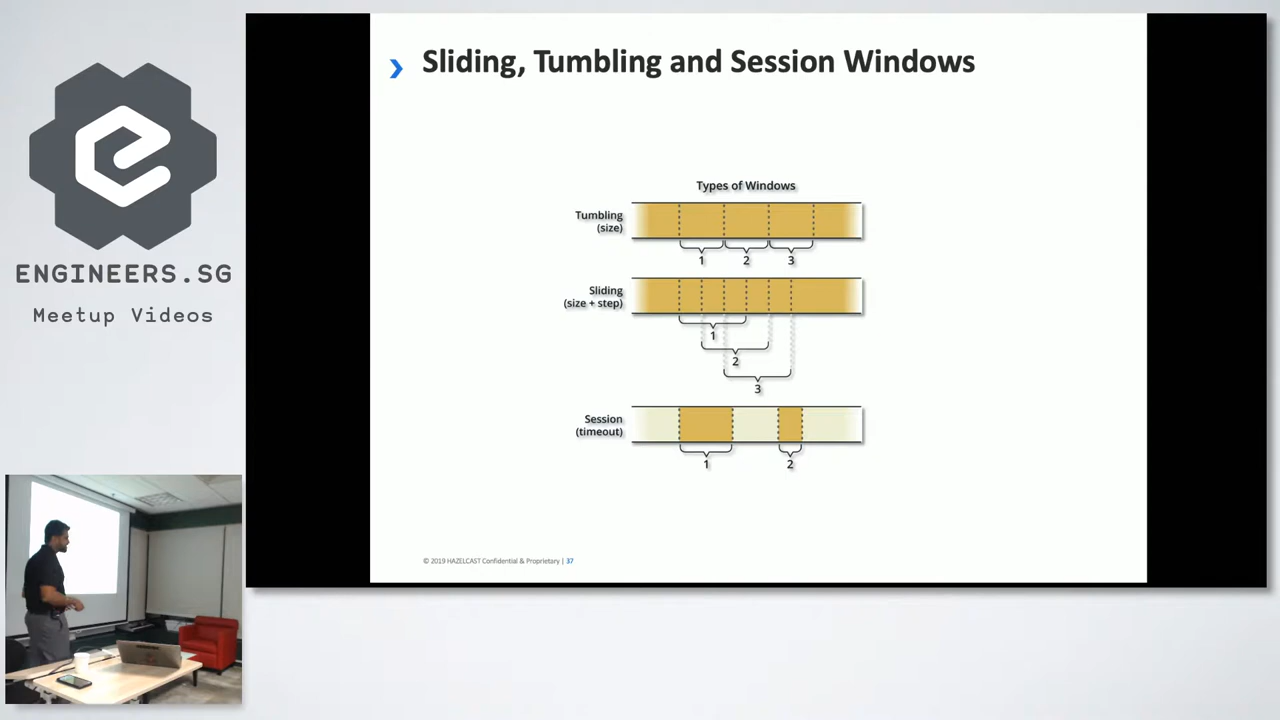 Sliding, Tumbling and Session Windows
Types of Windows
Tumbling
(size)
1 2 3
Sliding
(size + step)
1
2
3
Session
(timeout)
1 2
© 2019 HAZELCAST Confidential & Proprietary | 37
ENGINEERS.SG
Meetup Videos